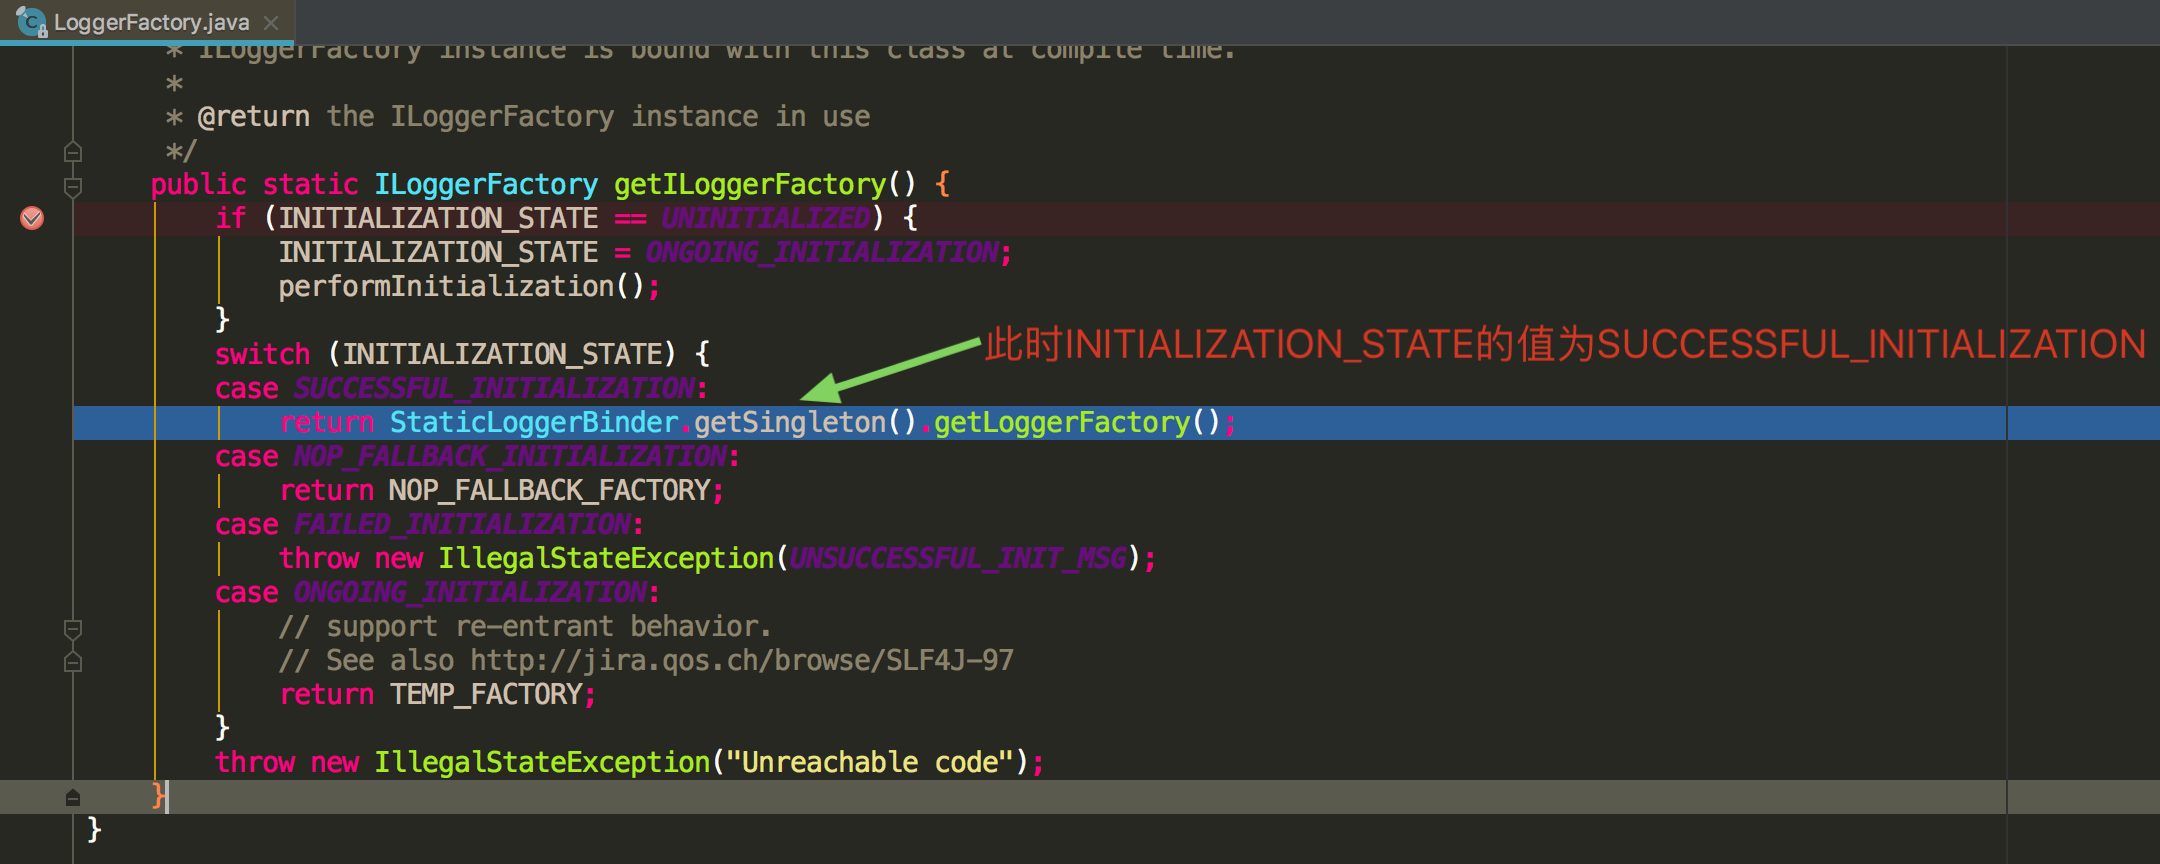 LoggerFactory.java
* ILoggerFactory instance is bound with this class at compile time.
*
* @return the ILoggerFactory instance in use
*/
public static ILoggerFactory getILoggerFactory() {
if (INITIALIZATION_STATE == UNINITIALIZED) {
INITIALIZATION_STATE = ONGOING_INITIALIZATION;
performInitialization();
}
此时INITIALIZATION_STATE的值为SUCCESSFUL_INITIALIZATION
switch (INITIALIZATION_STATE) {
case SUCCESSFUL_INITIALIZATION:
return StaticLoggerBinder.getSingleton().getLoggerFactory();
case NOP_FALLBACK_INITIALIZATION:
return NOP_FALLBACK_FACTORY;
case FAILED_INITIALIZATION:
throw new IllegalStateException(UNSUCCESSFUL_INIT_MSG);
case ONGOING_INITIALIZATION:
// support re-entrant behavior.
// See also http://jira.qos.ch/browse/SLF4J-97
return TEMP_FACTORY;
}
throw new IllegalStateException("Unreachable code");
}
}